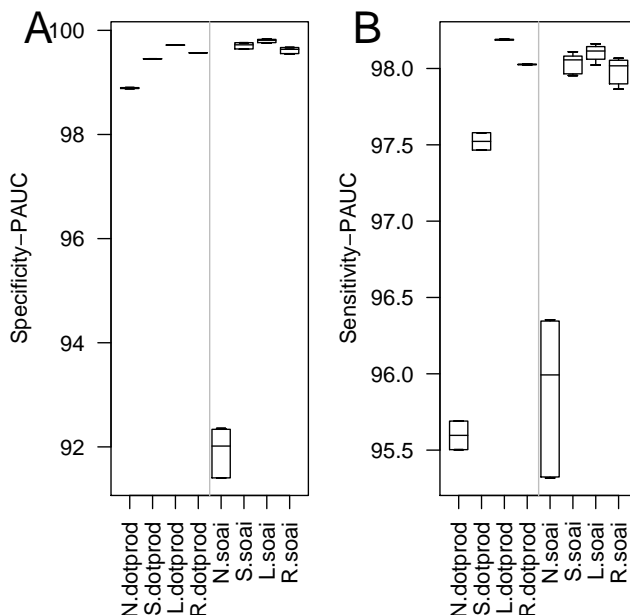 A
Specificity−PAUC
100
98
96
94
92
N.dotprod
S.dotprod
L.dotprod
R.dotprod
N.soai
S.soai
L.soai
R.soai
B
Sensitivity−PAUC
98.0
97.5
97.0
96.5
96.0
95.5
N.dotprod
S.dotprod
L.dotprod
R.dotprod
N.soai
S.soai
L.soai
R.soai